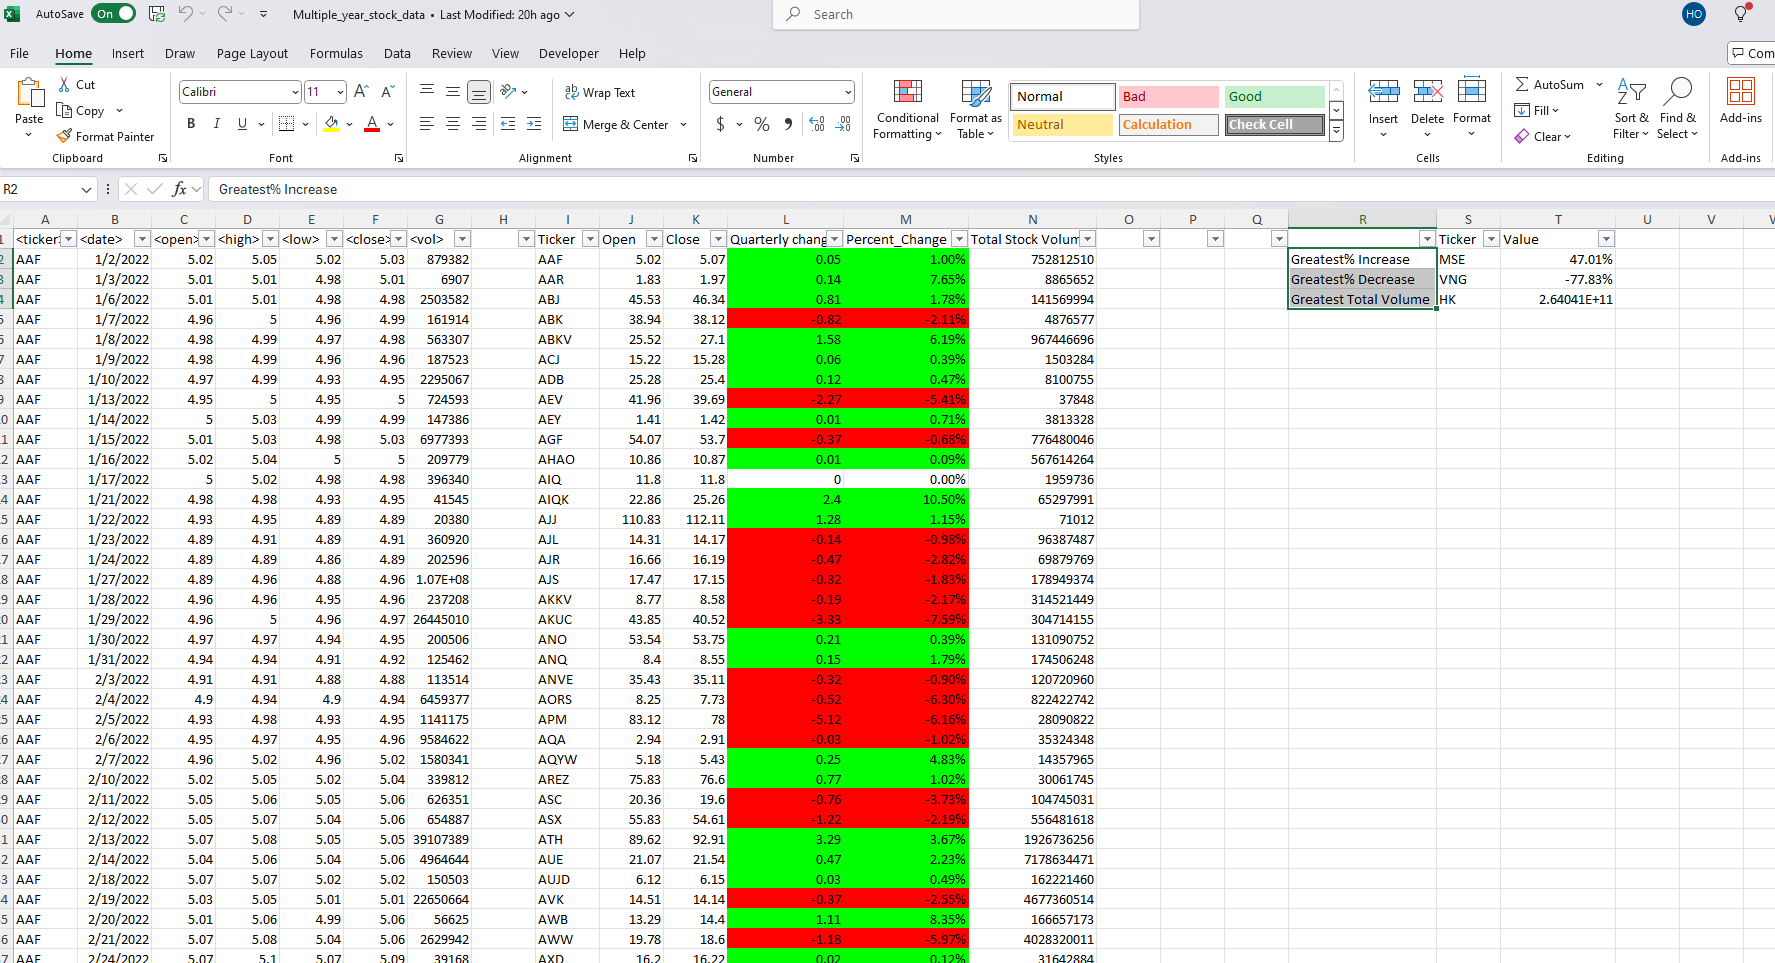 AutoSave On Multiple_year_stock_data • Last Modified: 20h ago Search HO
File Home Insert Draw Page Layout Formulas Data Review View Developer Help
Paste Cut Copy Format Painter Clipboard
Calibri 11 B I U A Font
Wrap Text Merge & Center Alignment
General $ % Number
Conditional Formatting Format as Table Normal Bad Good Neutral Calculation Check Cell Styles
Insert Delete Format Cells
AutoSum Fill Clear Sort & Filter Find & Select Editing
Add-ins Add-ins
R2 fx Greatest% Increase
A B C D E F G H I J K L M N O P Q R S T U V
<date> <open> <high> <low> <close> <vol> Ticker Open Close Percent_Change Ticker Value
AAF 1/2/2022 5.02 5.05 5.02 5.03 879382 AAF 5.02 5.07 0.05 1.00% 752812510 Greatest% Increase MSE 47.01%
AAF 1/3/2022 5.01 5.01 4.98 5.01 6907 AAR 1.83 1.97 0.14 7.65% 8865652 Greatest% Decrease VNG -77.83%
AAF 1/6/2022 5.01 5.01 4.98 4.98 2503582 ABJ 45.53 46.34 0.81 1.78% 141569994 Greatest Total Volume HK 2.64041E+11
AAF 1/7/2022 4.96 5 4.96 4.99 161914 ABK 38.94 38.12 -0.82 -2.11% 4876577
AAF 1/8/2022 4.98 4.99 4.97 4.98 563307 ABKV 25.52 27.1 1.58 6.19% 967446696
AAF 1/9/2022 4.98 4.99 4.96 4.96 187523 ACJ 15.22 15.28 0.06 0.39% 1503284
AAF 1/10/2022 4.97 4.99 4.93 4.95 2295067 ADB 25.28 25.4 0.12 0.47% 8100755
AAF 1/13/2022 4.95 5 4.95 5 724593 AEV 41.96 39.69 -2.27 -5.41% 37848
AAF 1/14/2022 5 5.03 4.99 4.99 147386 AEY 1.41 1.42 0.01 0.71% 3813328
AAF 1/15/2022 5.01 5.03 4.98 5.03 6977393 AGF 54.07 53.7 -0.37 -0.68% 776480046
AAF 1/16/2022 5.02 5.04 5 5 209779 AHAO 10.86 10.87 0.01 0.09% 567614264
AAF 1/17/2022 5 5.02 4.98 4.98 396340 AIQ 11.8 11.8 0 0.00% 1959736
AAF 1/21/2022 4.98 4.98 4.93 4.95 41545 AIQK 22.86 25.26 2.4 10.50% 65297991
AAF 1/22/2022 4.93 4.95 4.89 4.89 20380 AJJ 110.83 112.11 1.28 1.15% 71012
AAF 1/23/2022 4.89 4.91 4.89 4.91 360920 AJL 14.31 14.17 -0.14 -0.98% 96387487
AAF 1/24/2022 4.89 4.89 4.86 4.89 202596 AJR 16.66 16.19 -0.47 -2.82% 69879769
AAF 1/27/2022 4.89 4.96 4.88 4.96 1.07E+08 AJS 17.47 17.15 -0.32 -1.83% 178949374
AAF 1/28/2022 4.96 4.96 4.95 4.96 237208 AKKV 8.77 8.58 -0.19 -2.17% 314521449
AAF 1/29/2022 4.96 5 4.96 4.97 26445010 AKUC 43.85 40.52 -3.33 -7.59% 304714155
AAF 1/30/2022 4.97 4.97 4.94 4.95 200506 ANO 53.54 53.75 0.21 0.39% 131090752
AAF 1/31/2022 4.94 4.94 4.91 4.92 125462 ANQ 8.4 8.55 0.15 1.79% 174506248
AAF 2/3/2022 4.91 4.91 4.88 4.88 113514 ANVE 35.43 35.11 -0.32 -0.90% 120720960
AAF 2/4/2022 4.9 4.94 4.9 4.94 6459377 AORS 8.25 7.73 -0.52 -6.30% 822422742
AAF 2/5/2022 4.93 4.98 4.93 4.95 1141175 APM 83.12 78 -5.12 -6.16% 28090822
AAF 2/6/2022 4.95 4.97 4.95 4.96 9584622 AQA 2.94 2.91 -0.03 -1.02% 35324348
AAF 2/7/2022 4.96 5.02 4.96 5.02 1580341 AQYW 5.18 5.43 0.25 4.83% 14357965
AAF 2/10/2022 5.02 5.05 5.02 5.04 339812 AREZ 75.83 76.6 0.77 1.02% 30061745
AAF 2/11/2022 5.05 5.06 5.05 5.06 626351 ASC 20.36 19.6 -0.76 -3.73% 104745031
AAF 2/12/2022 5.05 5.07 5.04 5.06 654887 ASX 55.83 54.61 -1.22 -2.19% 556481618
AAF 2/13/2022 5.07 5.08 5.05 5.05 39107389 ATH 89.62 92.91 3.29 3.67% 1926736256
AAF 2/14/2022 5.04 5.06 5.04 5.06 4964644 AUE 21.07 21.54 0.47 2.23% 7178634471
AAF 2/18/2022 5.07 5.07 5.02 5.02 150503 AUJD 6.12 6.15 0.03 0.49% 162221460
AAF 2/19/2022 5.03 5.05 5.01 5.01 22650664 AVK 14.51 14.14 -0.37 -2.55% 4677360514
AAF 2/20/2022 5.01 5.06 4.99 5.06 56625 AWB 13.29 14.4 1.11 8.35% 166657173
AAF 2/21/2022 5.07 5.08 5.04 5.06 2629942 AWW 19.78 18.6 -1.18 -5.97% 4028320011
AAF 2/24/2022 5.07 5.1 5.07 5.09 39168 AXD 16.2 16.22 0.02 0.12% 31642884